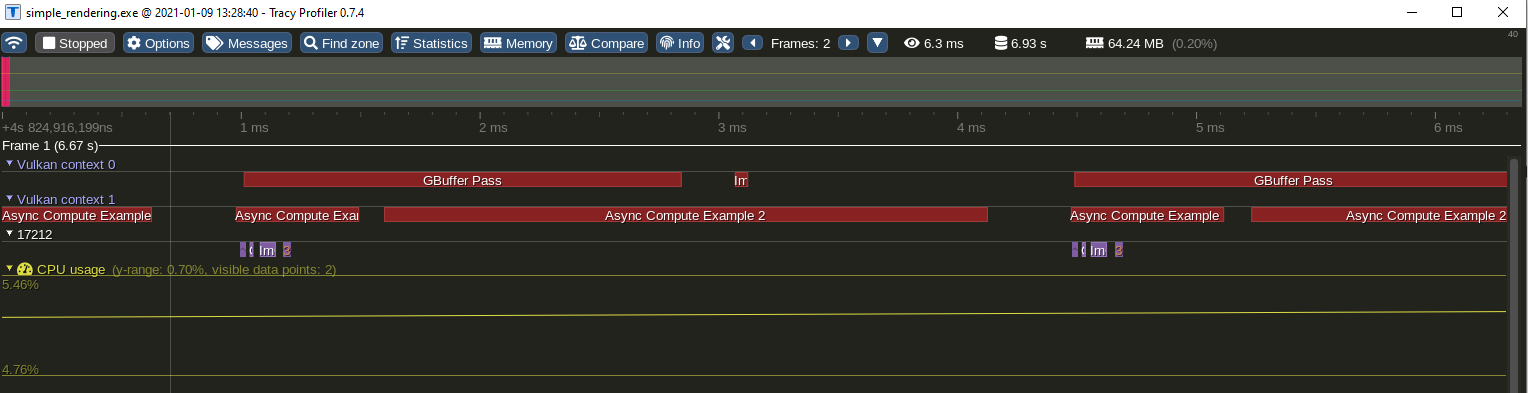 simple_rendering.exe @ 2021-01-09 13:28:40 - Tracy Profiler 0.7.4
Stopped Options Messages Find zone Statistics Memory Compare Info Frames: 2 6.3 ms 6.93 s 64.24 MB (0.20%) 40
+4s 824,916,199ns 1 ms 2 ms 3 ms 4 ms 5 ms 6 ms
Frame 1 (6.67 s)
Vulkan context 0
GBuffer Pass Im GBuffer Pass
Vulkan context 1
Async Compute Example Async Compute Exar Async Compute Example 2 Async Compute Example Async Compute Example 2
17212
Im 3 Im 3
CPU usage (y-range: 0.70%, visible data points: 2)
5.46%
4.76%